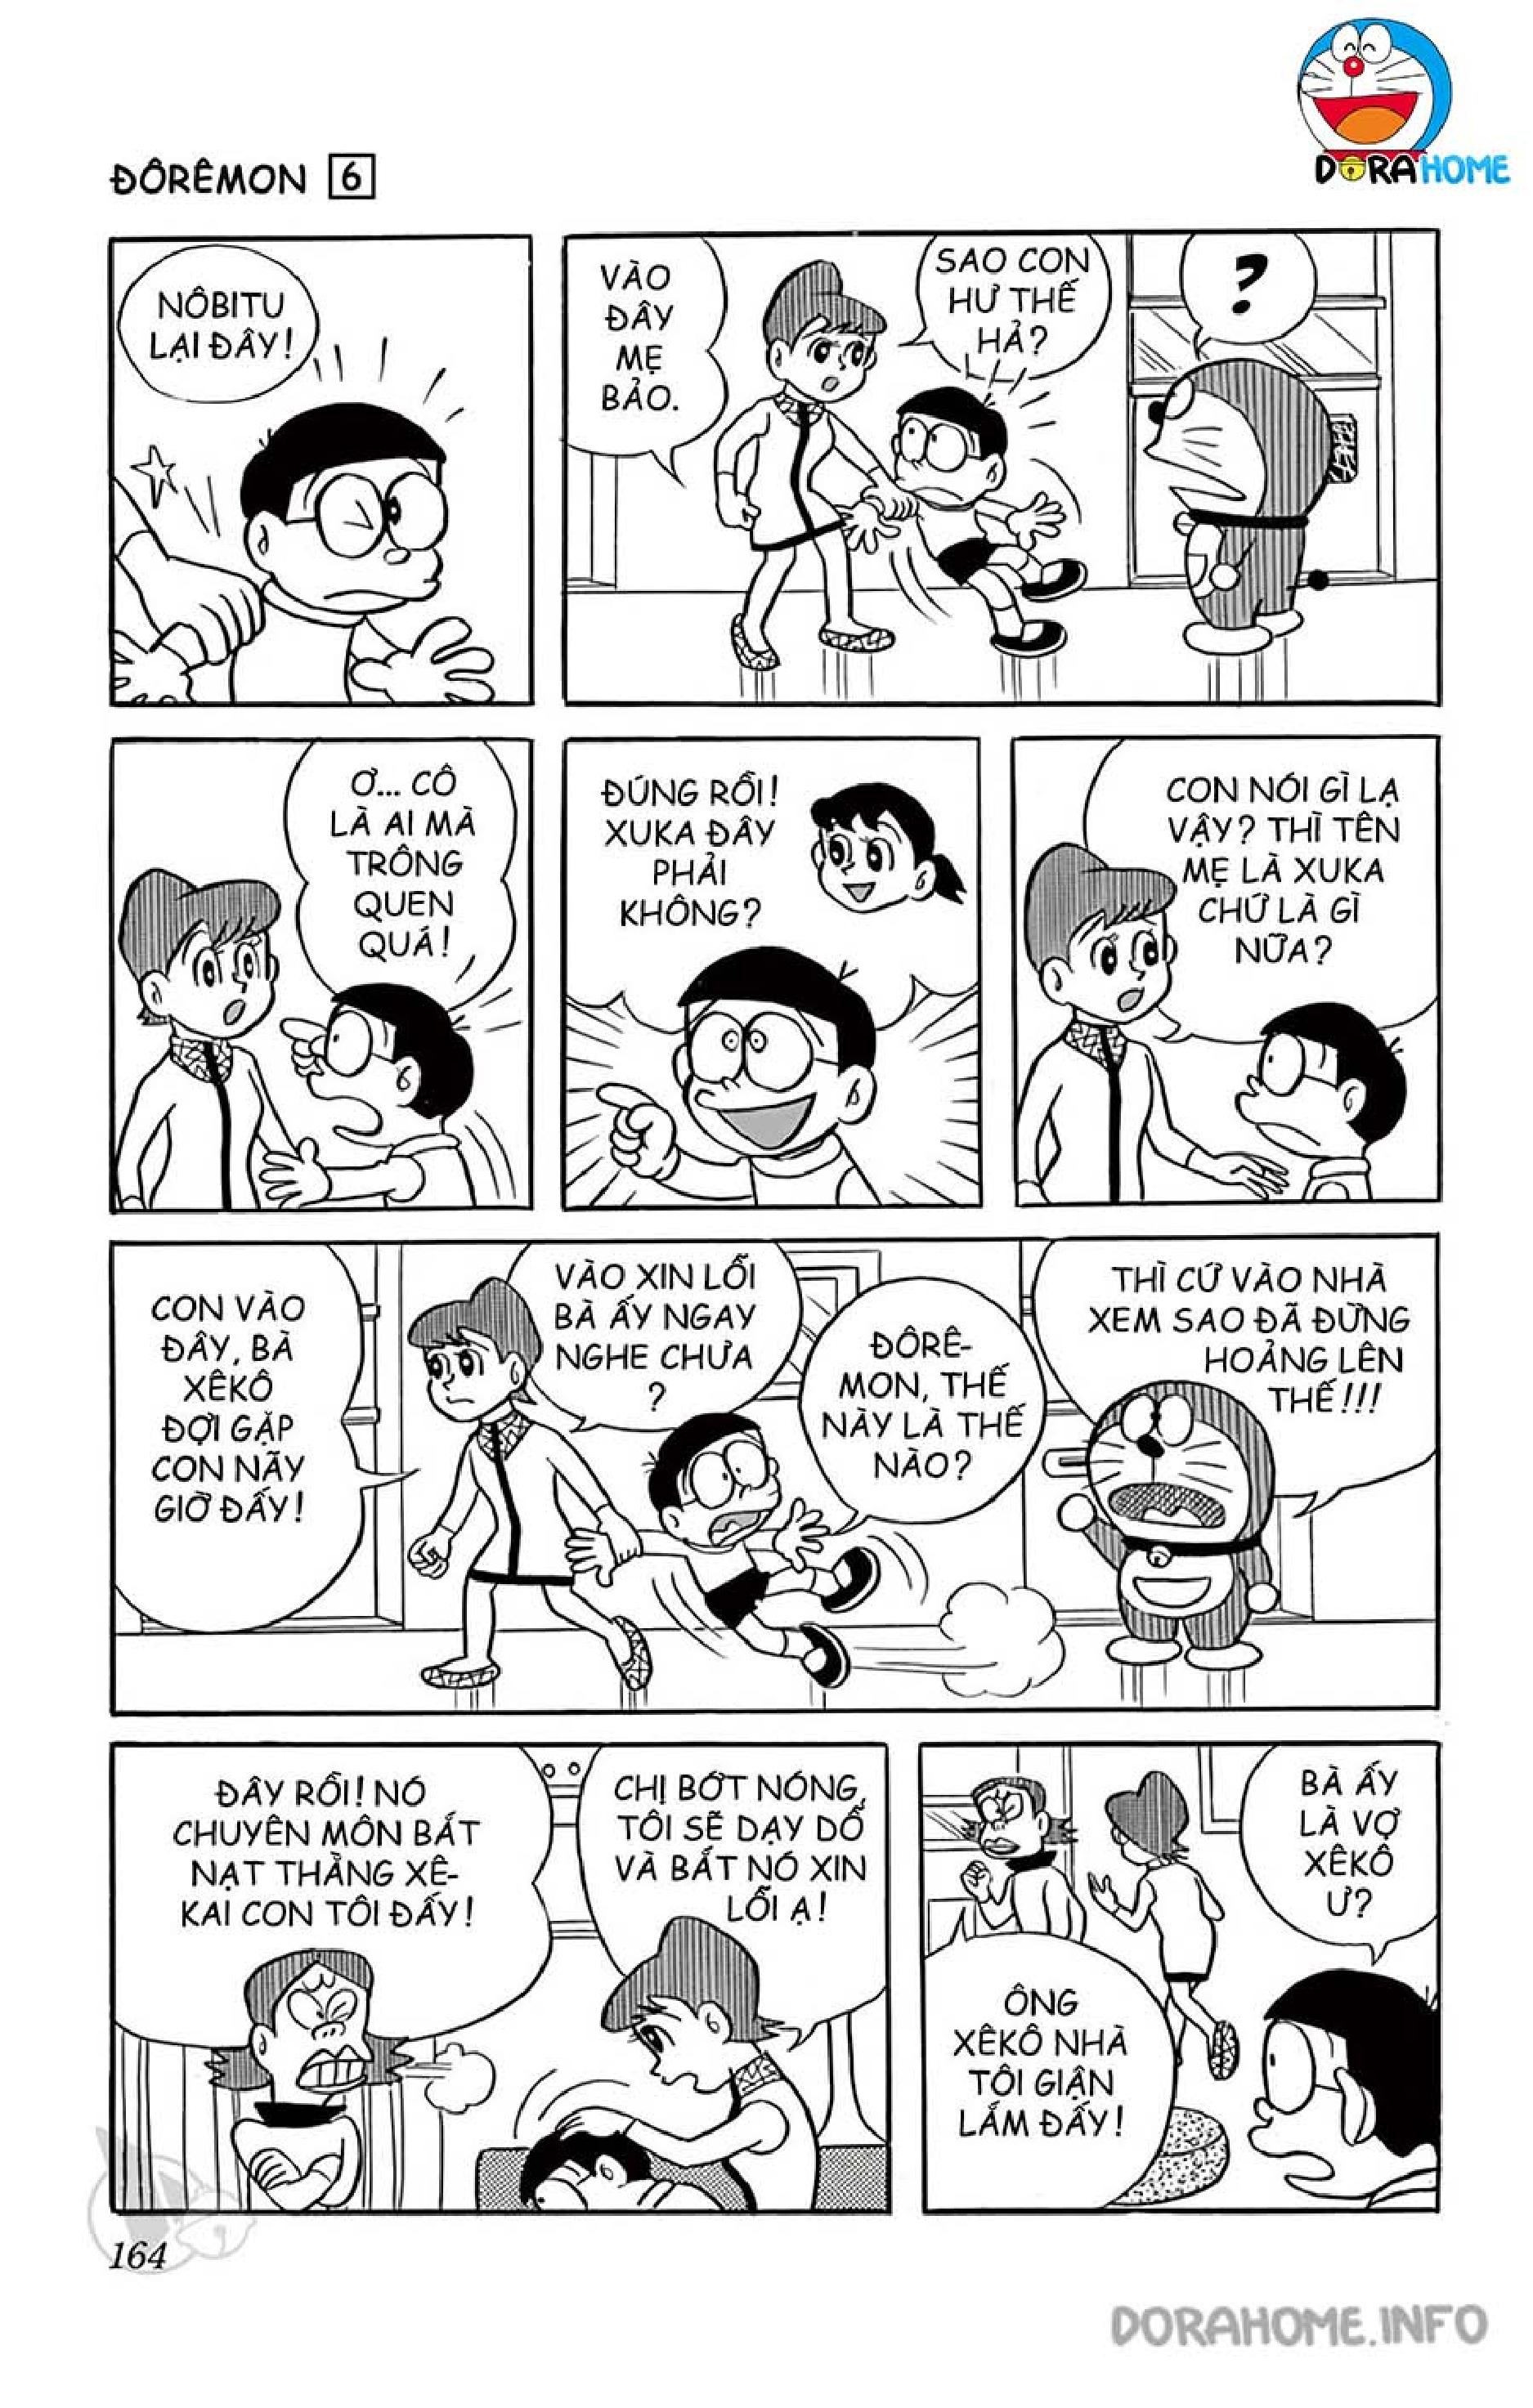 DORAHOME
ĐÔRÊMON 6
NÔBITU
LẠI ĐÂY!
VÀO
ĐÂY
MẸ
BẢO.
SAO CON
HƯ THẾ
HẢ?
?
Ơ... CÔ
LÀ AI MÀ
TRÔNG
QUEN
QUÁ!
ĐÚNG RỒI!
XUKA ĐÂY
PHẢI
KHÔNG?
CON NÓI GÌ LẠ
VẬY? THÌ TÊN
MẸ LÀ XUKA
CHỨ LÀ GÌ
NỮA?
CON VÀO
ĐÂY, BÀ
XÊKÔ
ĐỢI GẶP
CON NÃY
GIỜ ĐẤY!
VÀO XIN LỖI
BÀ ẤY NGAY
NGHE CHƯA
?
ĐÔRÊ-
MON, THẾ
NÀY LÀ THẾ
NÀO?
THÌ CỨ VÀO NHÀ
XEM SAO ĐÃ ĐỪNG
HOẢNG LÊN
THẾ!!!
ĐÂY RỒI! NÓ
CHUYÊN MÔN BẮT
NẠT THẰNG XÊ-
KAI CON TÔI ĐẤY!
CHỊ BỚT NÓNG,
TÔI SẼ DẠY DỖ
VÀ BẮT NÓ XIN
LỖI Ạ!
BÀ ẤY
LÀ VỢ
XÊKÔ
Ư?
ÔNG
XÊKÔ NHÀ
TÔI GIẬN
LẮM ĐẤY!
164
DORAHOME.INFO